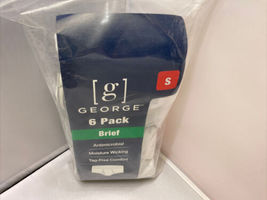 [g]
S
GEORGE
6 Pack
Brief
Antimicrobial
Moisture Wicking
Tag-Free Comfort